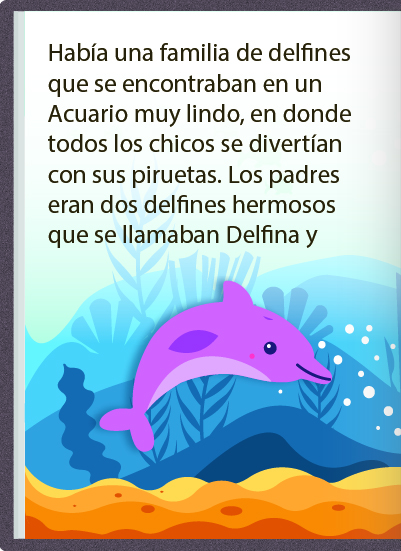 Había una familia de delfines
que se encontraban en un
Acuario muy lindo, en donde
todos los chicos se divertían
con sus piruetas. Los padres
eran dos delfines hermosos
que se llamaban Delfina y